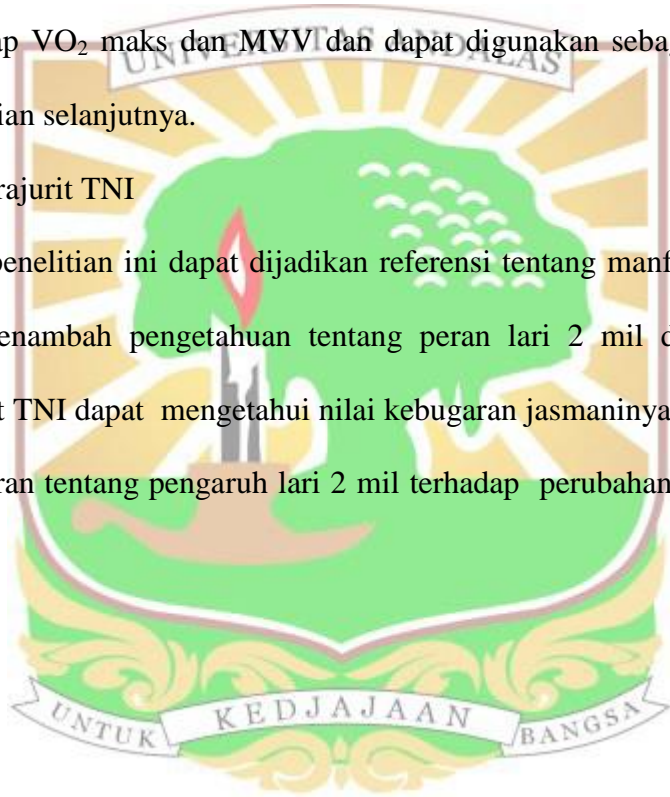 ap VO₂ maks dan MVV dan dapat digunakan seba
UNIVERSITAS ANDALAS
ian selanjutnya.
rajurit TNI
penelitian ini dapat dijadikan referensi tentang manf
enambah pengetahuan tentang peran lari 2 mil d
t TNI dapat mengetahui nilai kebugaran jasmaninya
ran tentang pengaruh lari 2 mil terhadap perubahan
UNTUK KEDJAJAAN BANGSA